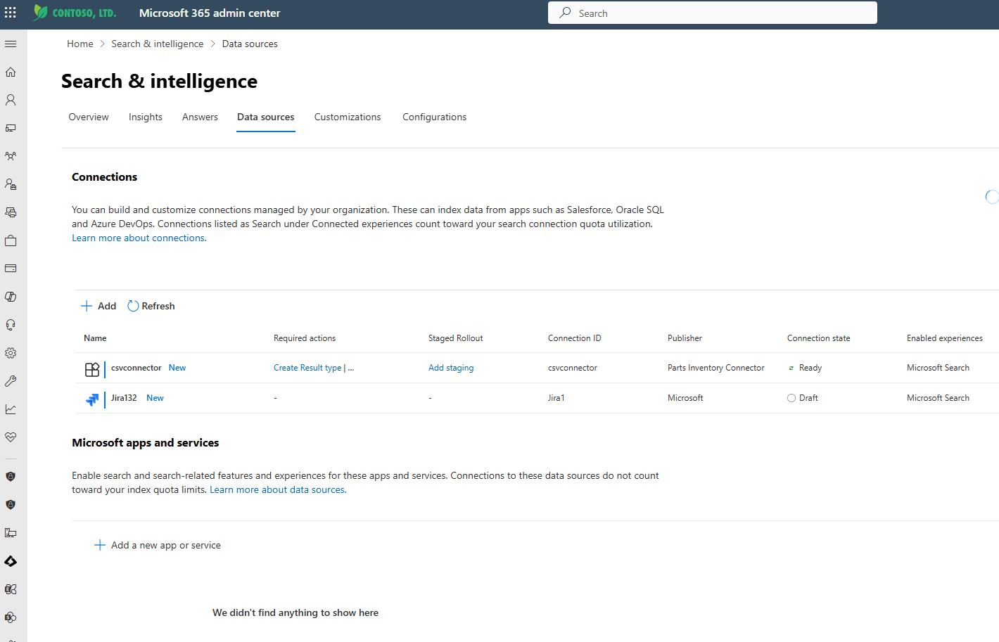 CONTOSO, LTD. Microsoft 365 admin center Search
Home > Search & intelligence > Data sources
Search & intelligence
Overview Insights Answers Data sources Customizations Configurations
Connections
You can build and customize connections managed by your organization. These can index data from apps such as Salesforce, Oracle SQL
and Azure DevOps. Connections listed as Search under Connected experiences count toward your search connection quota utilization.
Learn more about connections.
Add Refresh
Name Required actions Staged Rollout Connection ID Publisher Connection state Enabled experiences
csvconnector New Create Result type | ... Add staging csvconnector Parts Inventory Connector Ready Microsoft Search
Jira132 New - - Jira1 Microsoft Draft Microsoft Search
Microsoft apps and services
Enable search and search-related features and experiences for these apps and services. Connections to these data sources do not count
toward your index quota limits. Learn more about data sources.
Add a new app or service
We didn't find anything to show here